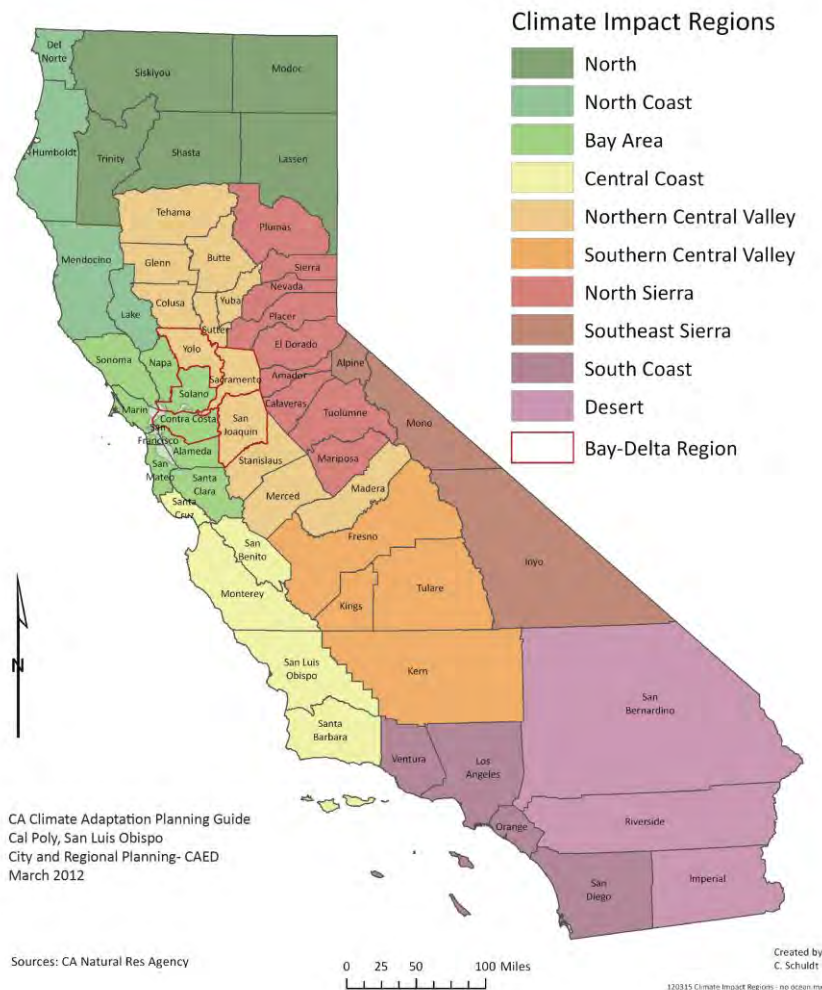 Climate Impact Regions
North
North Coast
Bay Area
Central Coast
Northern Central Valley
Southern Central Valley
North Sierra
Southeast Sierra
South Coast
Desert
Bay-Delta Region
Del
Norte
Siskiyou
Modoc
Humboldt
Trinity
Shasta
Lassen
Tehama
Plumas
Mendocino
Glenn
Butte
Sierra
Nevada
Colusa
Yuba
Placer
Lake
Sutter
Yolo
El Dorado
Sonoma
Napa
Sacramento
Alpine
Amador
Solano
Calaveras
Marin
Contra Costa
San
Joaquin
Tuolumne
Mono
San
Francisco
Alameda
Stanislaus
Mariposa
San
Mateo
Santa
Clara
Merced
Madera
Santa
Cruz
Fresno
San
Benito
Inyo
Monterey
Kings
Tulare
San Luis
Obispo
Kern
San
Bernardino
Santa
Barbara
Ventura
Los
Angeles
Orange
Riverside
San
Diego
Imperial
N
CA Climate Adaptation Planning Guide
Cal Poly, San Luis Obispo
City and Regional Planning- CAED
March 2012
Sources: CA Natural Res Agency
0 25 50 100 Miles
Created by
C. Schuldt
120315 Climate Impact Regions - no ocean